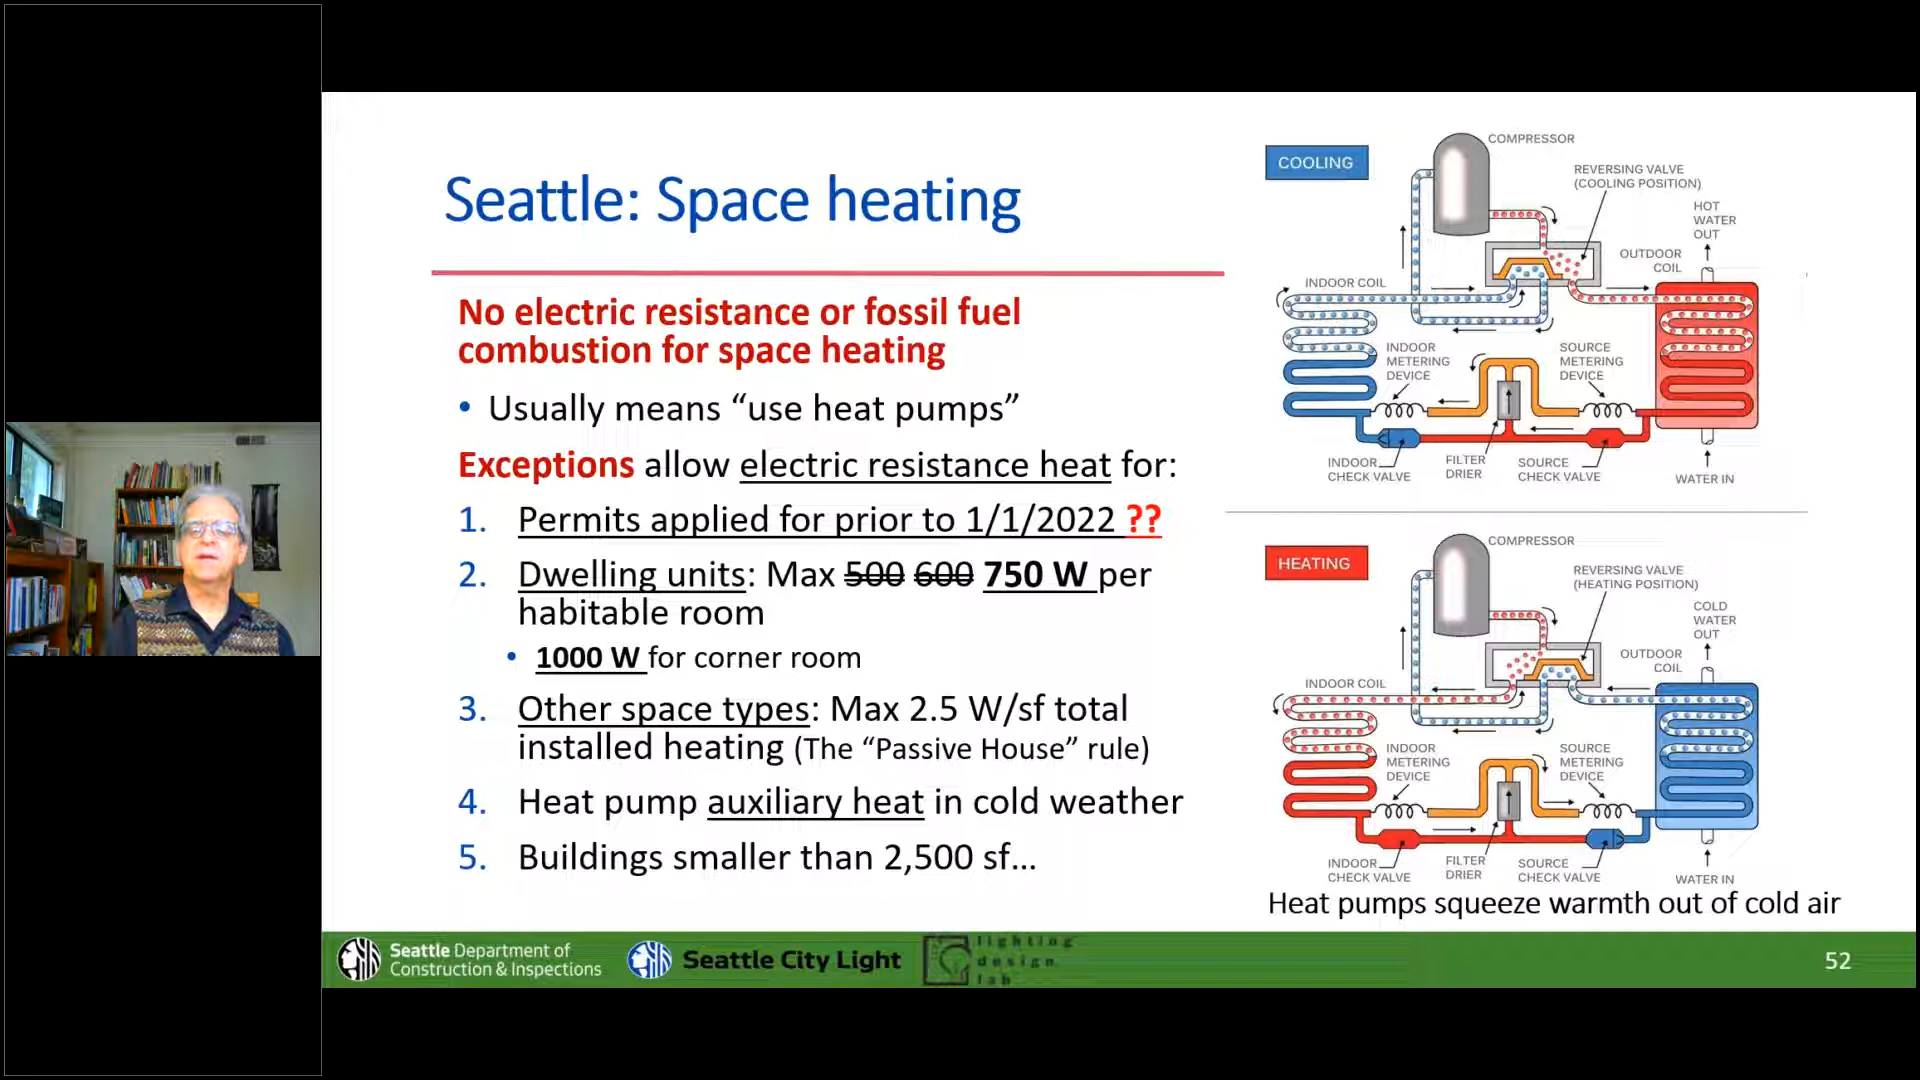 Seattle: Space heating
No electric resistance or fossil fuel
combustion for space heating
• Usually means “use heat pumps”
Exceptions allow electric resistance heat for:
1. Permits applied for prior to 1/1/2022 ??
2. Dwelling units: Max 500 600 750 W per
habitable room
• 1000 W for corner room
3. Other space types: Max 2.5 W/sf total
installed heating (The “Passive House” rule)
4. Heat pump auxiliary heat in cold weather
5. Buildings smaller than 2,500 sf…
COOLING
COMPRESSOR
REVERSING VALVE
(COOLING POSITION)
HOT
WATER
OUT
OUTDOOR
COIL
INDOOR COIL
INDOOR
METERING
DEVICE
SOURCE
METERING
DEVICE
INDOOR
CHECK VALVE
FILTER
DRIER
SOURCE
CHECK VALVE
WATER IN
HEATING
COMPRESSOR
REVERSING VALVE
(HEATING POSITION)
COLD
WATER
OUT
OUTDOOR
COIL
INDOOR COIL
INDOOR
METERING
DEVICE
SOURCE
METERING
DEVICE
INDOOR
CHECK VALVE
FILTER
DRIER
SOURCE
CHECK VALVE
WATER IN
Heat pumps squeeze warmth out of cold air
Seattle Department of
Construction & Inspections
Seattle City Light
lighting
design
lab
52